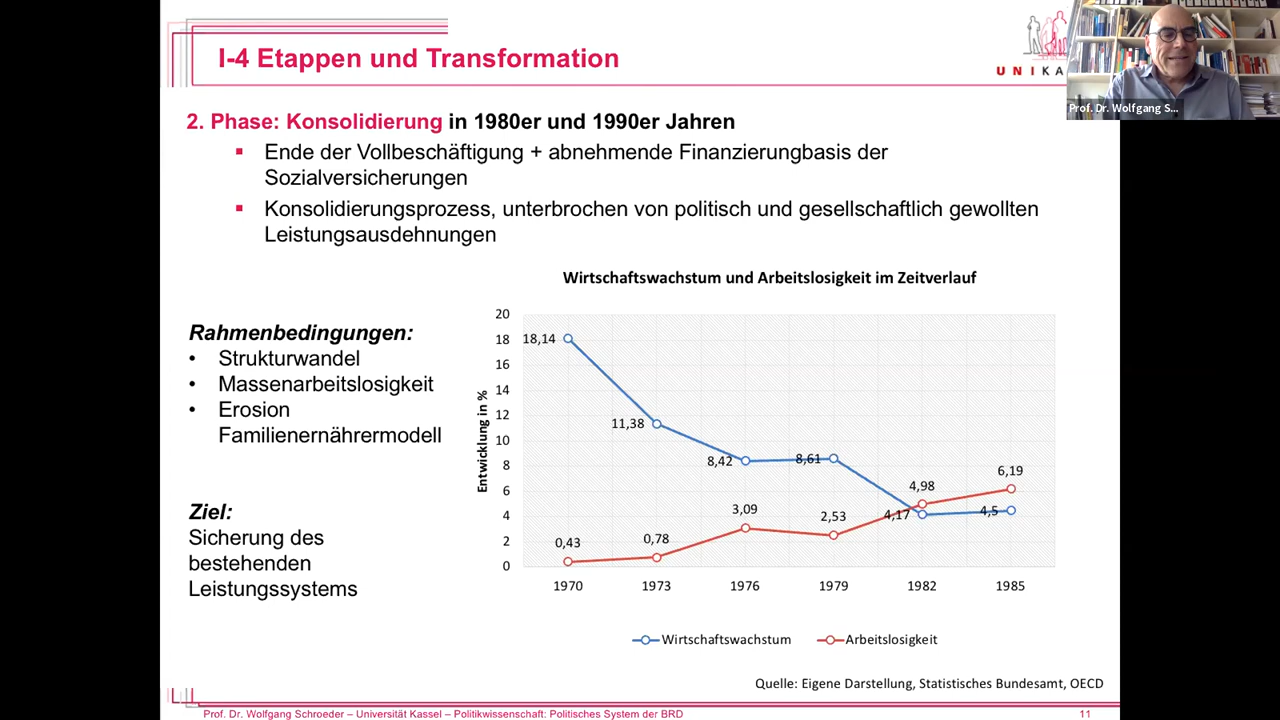 I-4 Etappen und Transformation
UNIKA
Prof. Dr. Wolfgang S...
2. Phase: Konsolidierung in 1980er und 1990er Jahren
Ende der Vollbeschäftigung + abnehmende Finanzierungbasis der
Sozialversicherungen
Konsolidierungsprozess, unterbrochen von politisch und gesellschaftlich gewollten
Leistungsausdehnungen
Rahmenbedingungen:
• Strukturwandel
• Massenarbeitslosigkeit
• Erosion
Familienernährermodell
Ziel:
Sicherung des
bestehenden
Leistungssystems
Wirtschaftswachstum und Arbeitslosigkeit im Zeitverlauf
Entwicklung in %
20
18
16
14
12
10
8
6
4
2
0
18,14
11,38
8,42
8,61
4,17
4,5
0,43
0,78
3,09
2,53
4,98
6,19
1970 1973 1976 1979 1982 1985
Wirtschaftswachstum Arbeitslosigkeit
Quelle: Eigene Darstellung, Statistisches Bundesamt, OECD
Prof. Dr. Wolfgang Schroeder – Universität Kassel – Politikwissenschaft: Politisches System der BRD 11